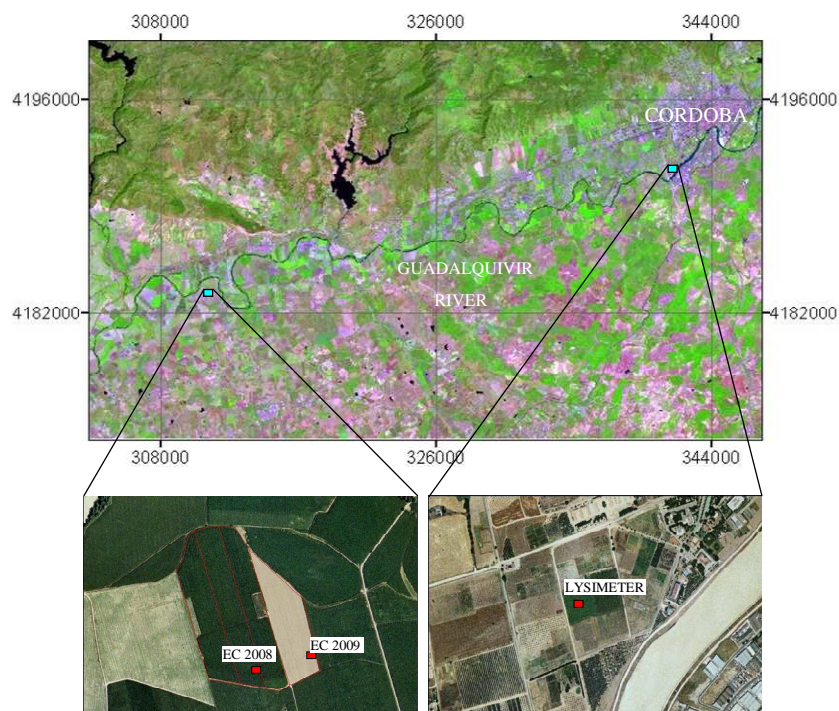 308000 326000 344000
4196000 4196000
CORDOBA
GUADALQUIVIR
RIVER
4182000 4182000
308000 326000 344000
LYSIMETER
EC 2008 EC 2009